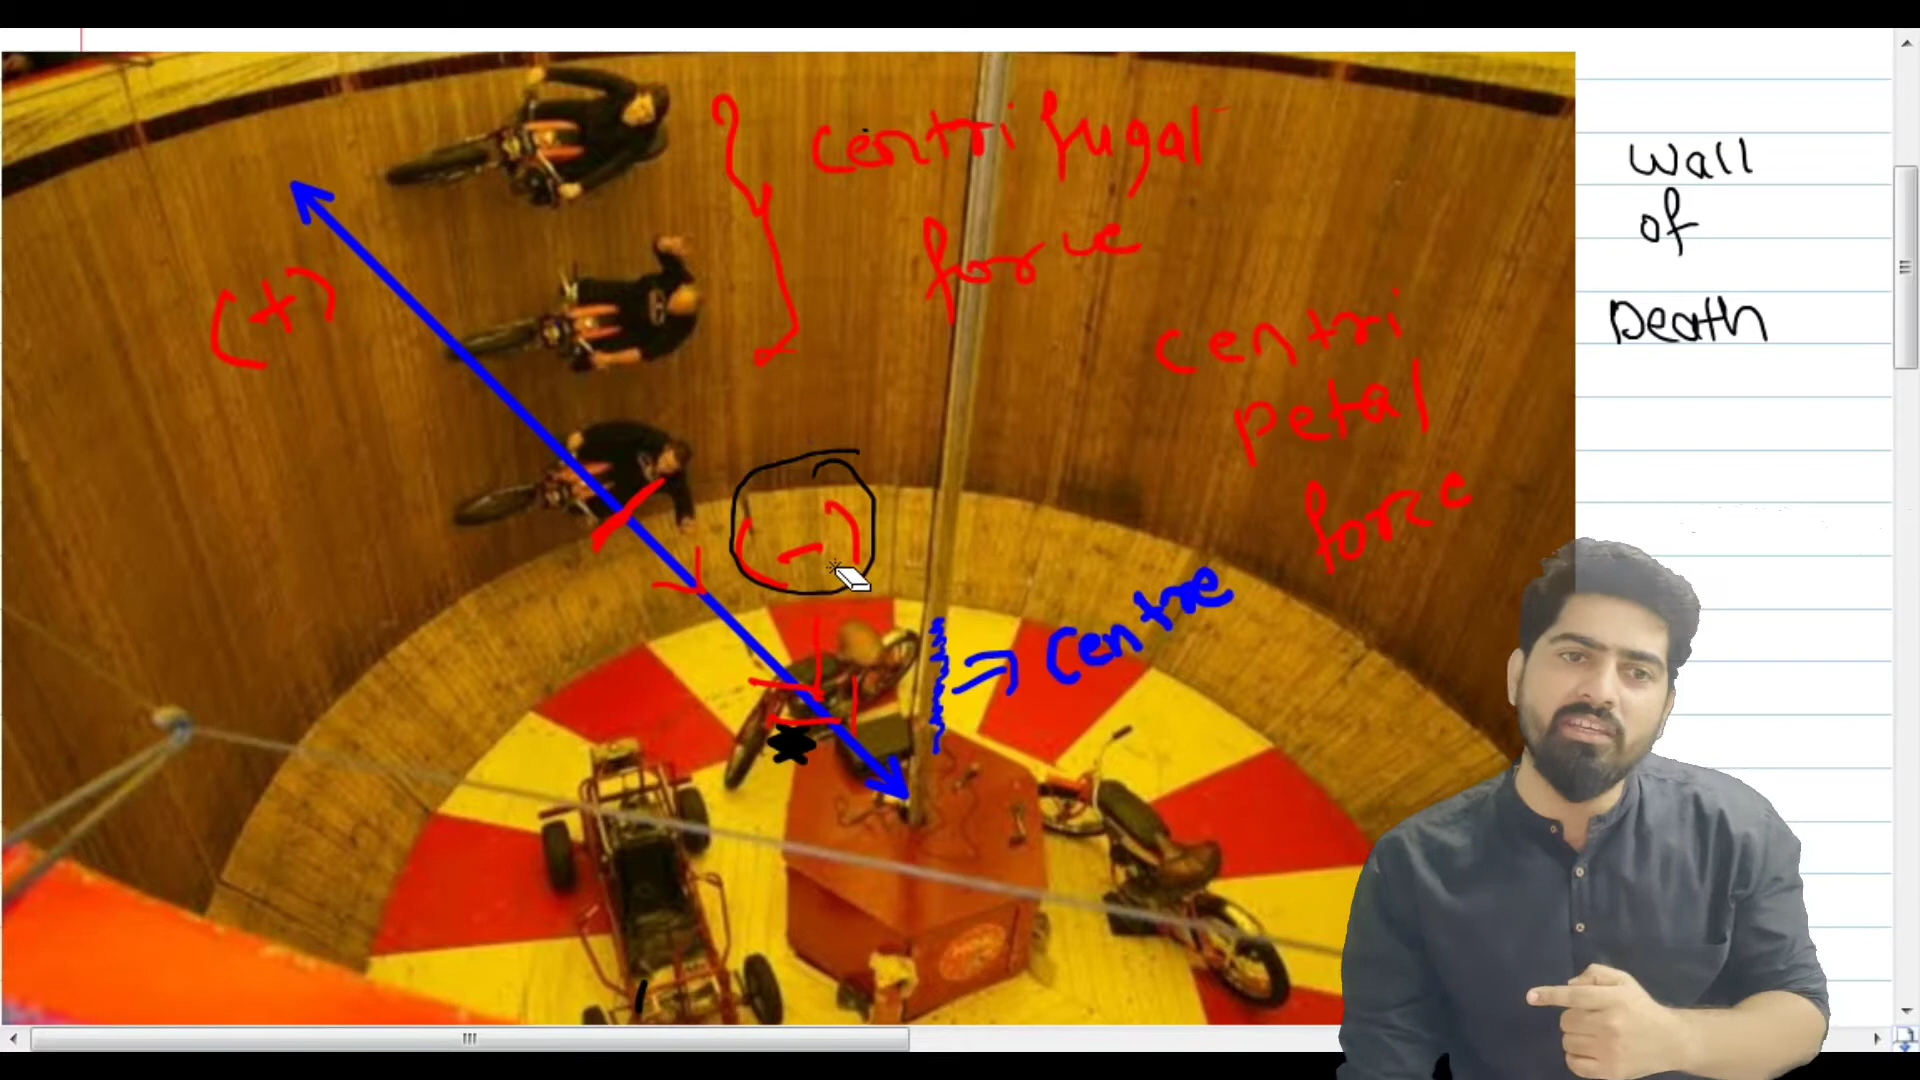 centrifugal
force
(+)
centri
petal
force
(-)
Centre
Wall
of
Death